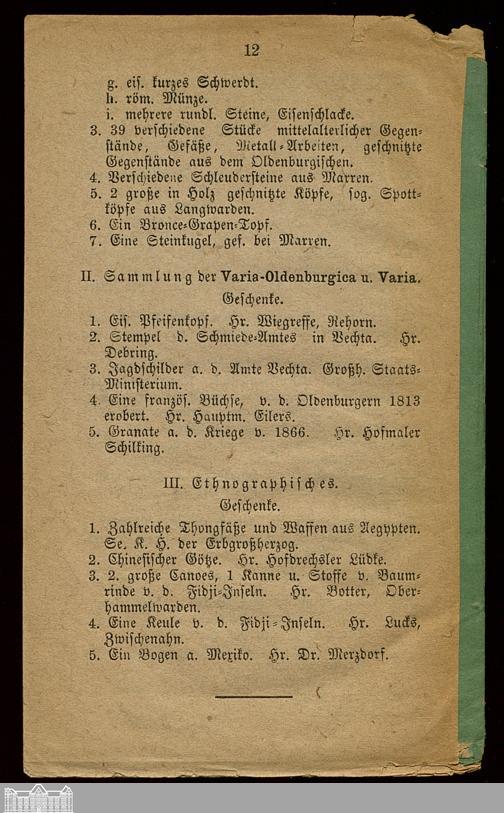 12
g. eis. kurzes Schwerdt.
h. röm. Münze.
i. mehrere rundl. Steine, Eisenschlacke.
3. 39 verschiedene Stücke mittelalterlicher Gegen-
stände, Gefäße, Metall-Arbeiten, geschnitzte
Gegenstände aus dem Oldenburgischen.
4. Verschiedene Schleudersteine aus Marren.
5. 2 große in Holz geschnitzte Köpfe, sog. Spott-
köpfe aus Langwarden.
6. Ein Bronce-Grapen-Topf.
7. Eine Steinkugel, gef. bei Marren.
II. Sammlung der Varia-Oldenburgica u. Varia.
Geschenke.
1. Eis. Pfeifenkopf. Hr. Wiegreffe, Rehorn.
2. Stempel d. Schmiede-Amtes in Vechta. Hr.
Debring.
3. Jagdschilder a. d. Amte Vechta. Großh. Staats-
Ministerium.
4. Eine französ. Büchse, v. d. Oldenburgern 1813
erobert. Hr. Hauptm. Eilers.
5. Granate a. d. Kriege v. 1866. Hr. Hofmaler
Schilking.
III. Ethnographisches.
Geschenke.
1. Zahlreiche Thongfäße und Waffen aus Aegypten.
Se. K. H. der Erbgroßherzog.
2. Chinesischer Götze. Hr. Hofdrechsler Lüdke.
3. 2. große Canoes, 1 Kanne u. Stoffe v. Baum-
rinde v. d. Fidji-Inseln. Hr. Botter, Ober-
hammelwarden.
4. Eine Keule v. d. Fidji-Inseln. Hr. Lucks,
Zwischenahn.
5. Ein Bogen a. Mexiko. Hr. Dr. Merzdorf.